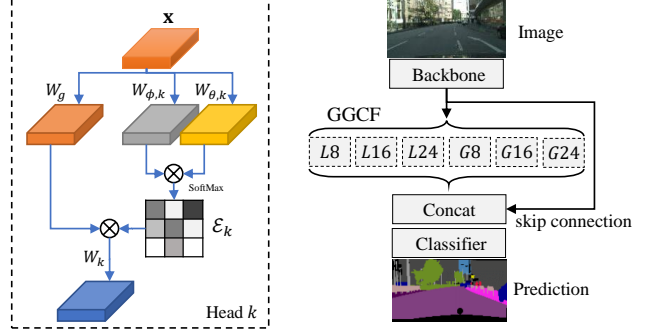 x
W_g
W_{ϕ,k}
W_{θ,k}
SoftMax
ℰ_k
W_k
Head k
Image
Backbone
GGCF
L8 L16 L24 G8 G16 G24
Concat
skip connection
Classifier
Prediction